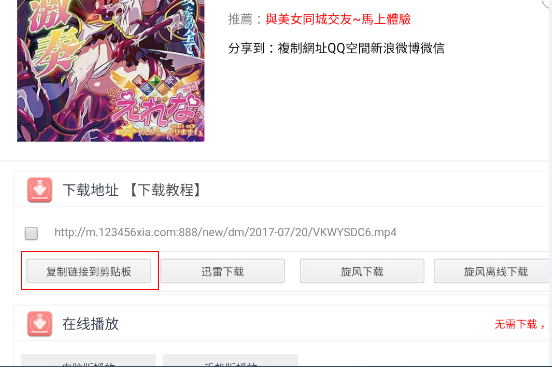 推薦：與美女同城交友~馬上體驗
分享到：複制網址QQ空間新浪微博微信
激奏
えれな
下载地址 【下载教程】
http://m.123456xia.com:888/new/dm/2017-07/20/VKWYSDC6.mp4
复制链接到剪贴板
迅雷下载
旋风下载
旋风离线下载
在线播放
无需下载，